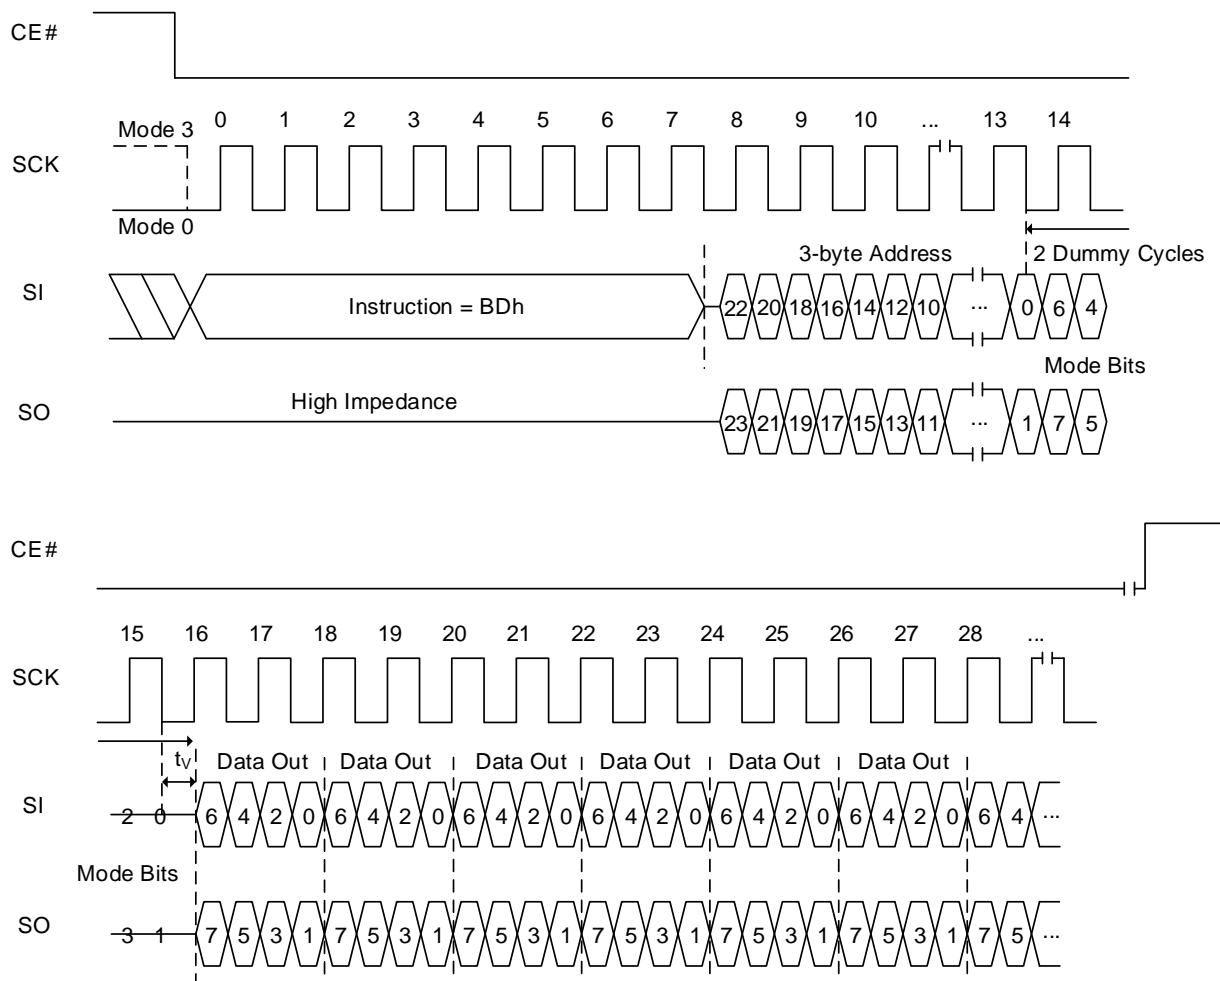 CE#
0 1 2 3 4 5 6 7 8 9 10 ... 13 14
Mode 3
SCK
Mode 0
3-byte Address 2 Dummy Cycles
SI Instruction = BDh 22 20 18 16 14 12 10 ... 0 6 4
Mode Bits
High Impedance
SO 23 21 19 17 15 13 11 ... 1 7 5
CE#
15 16 17 18 19 20 21 22 23 24 25 26 27 28 ...
SCK
tV Data Out Data Out Data Out Data Out Data Out Data Out
SI 2 0 6 4 2 0 6 4 2 0 6 4 2 0 6 4 2 0 6 4 2 0 6 4 2 0 6 4 ...
Mode Bits
SO 3 1 7 5 3 1 7 5 3 1 7 5 3 1 7 5 3 1 7 5 3 1 7 5 3 1 7 5 ...